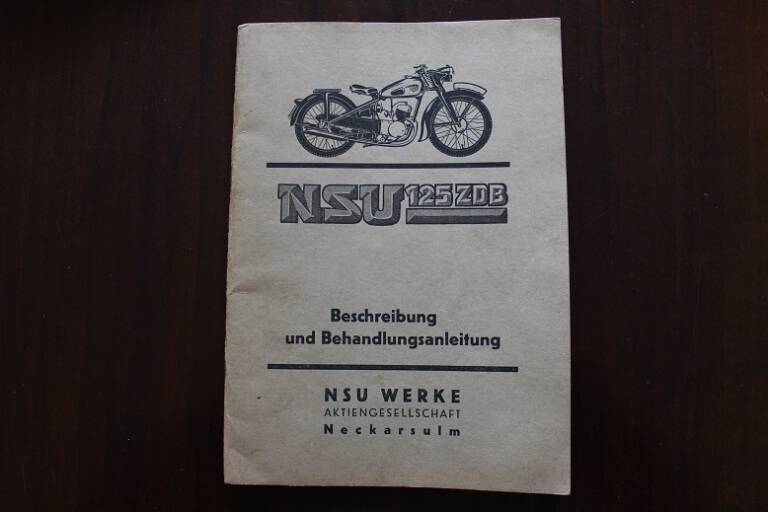 NSU 125 ZDB
Beschreibung
und Behandlungsanleitung
NSU WERKE
AKTIENGESELLSCHAFT
Neckarsulm